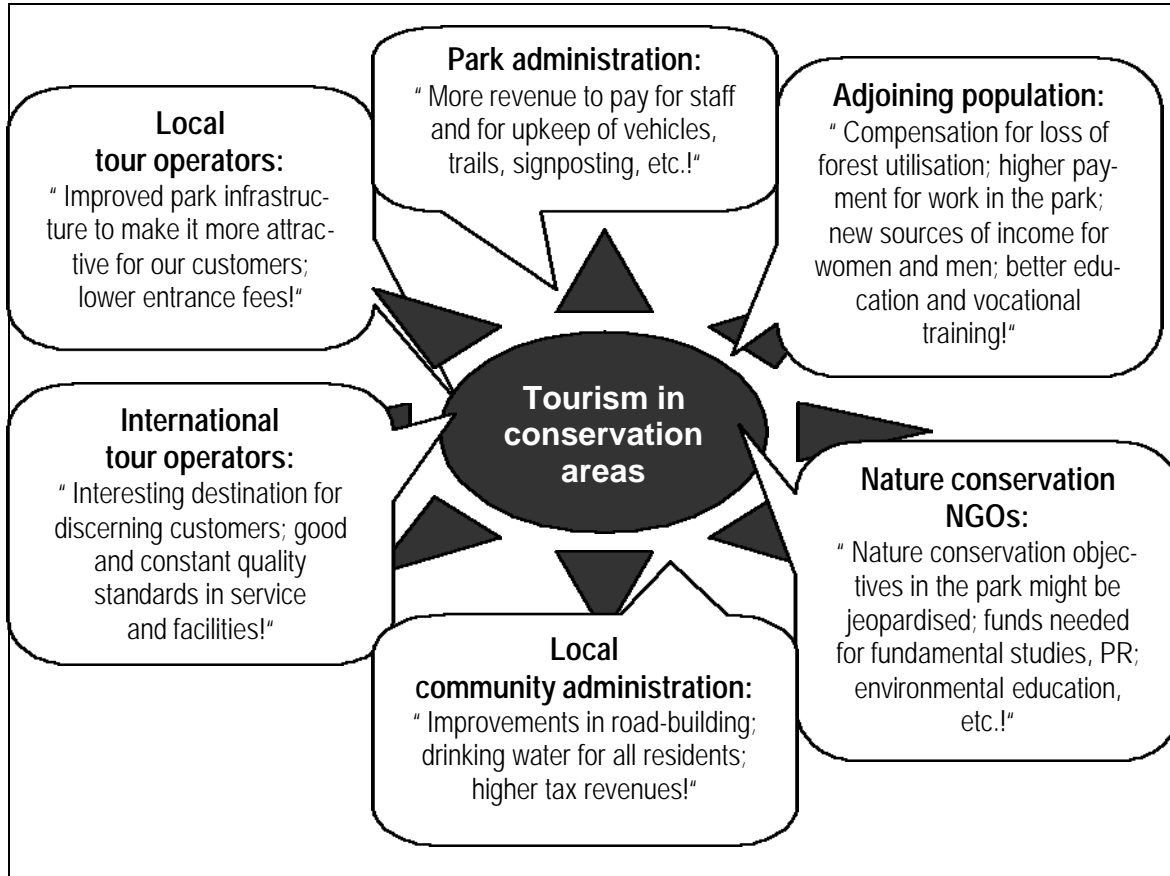 Park administration:
“ More revenue to pay for staff
and for upkeep of vehicles,
trails, signposting, etc.!“
Local
tour operators:
“ Improved park infrastruc-
ture to make it more attrac-
tive for our customers;
lower entrance fees!“
Adjoining population:
“ Compensation for loss of
forest utilisation; higher pay-
ment for work in the park;
new sources of income for
women and men; better edu-
cation and vocational
training!“
Tourism in
conservation
areas
International
tour operators:
“ Interesting destination for
discerning customers; good
and constant quality
standards in service
and facilities!“
Nature conservation
NGOs:
“ Nature conservation objec-
tives in the park might be
jeopardised; funds needed
for fundamental studies, PR;
environmental education,
etc.!“
Local
community administration:
“ Improvements in road-building;
drinking water for all residents;
higher tax revenues!“